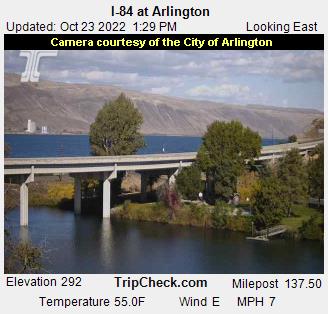 I-84 at Arlington
Updated: Oct 23 2022 1:29 PM Looking East
Camera courtesy of the City of Arlington
Elevation 292 TripCheck.com Milepost 137.50
Temperature 55.0F Wind E MPH 7